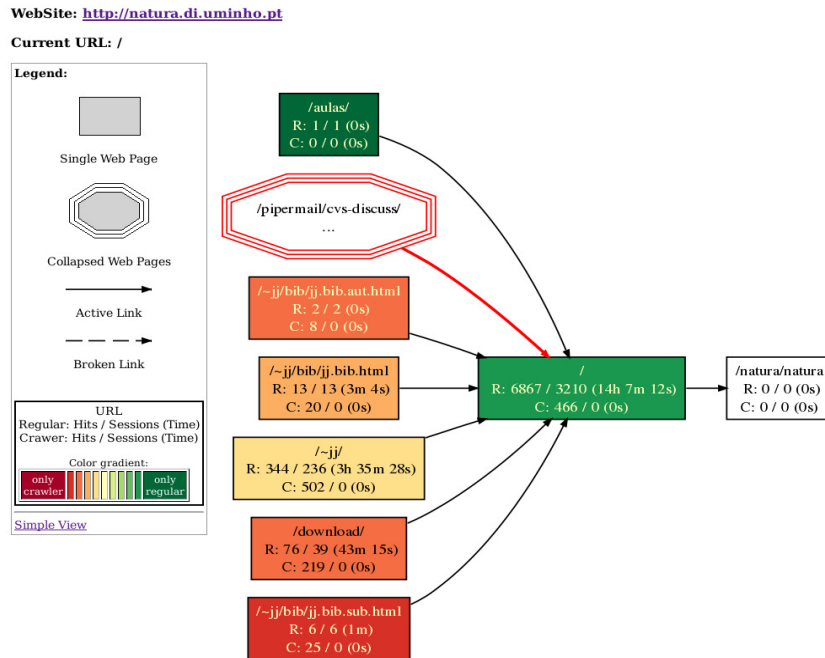 WebSite: http://natura.di.uminho.pt
Current URL: /
Legend:
Single Web Page
Collapsed Web Pages
Active Link
Broken Link
URL
Regular: Hits / Sessions (Time)
Crawer: Hits / Sessions (Time)
Color gradient:
only
crawler
only
regular
Simple View
/aulas/
R: 1 / 1 (0s)
C: 0 / 0 (0s)
/pipermail/cvs-discuss/
...
/~jj/bib/jj.bib.aut.html
R: 2 / 2 (0s)
C: 8 / 0 (0s)
/~jj/bib/jj.bib.html
R: 13 / 13 (3m 4s)
C: 20 / 0 (0s)
/~jj/
R: 344 / 236 (3h 35m 28s)
C: 502 / 0 (0s)
/download/
R: 76 / 39 (43m 15s)
C: 219 / 0 (0s)
/~jj/bib/jj.bib.sub.html
R: 6 / 6 (1m)
C: 25 / 0 (0s)
/
R: 6867 / 3210 (14h 7m 12s)
C: 466 / 0 (0s)
/natura/natura
R: 0 / 0 (0s)
C: 0 / 0 (0s)